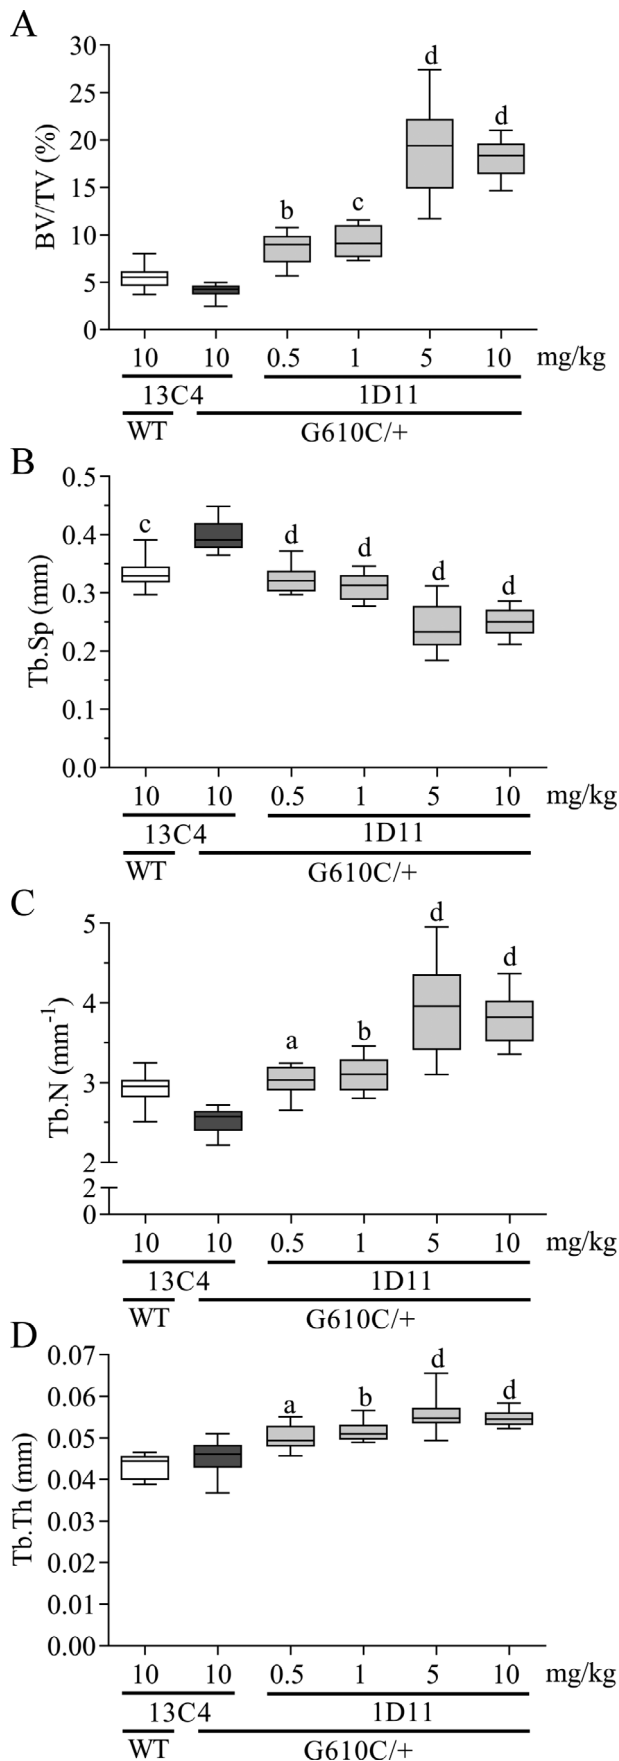 A
30
d
25
d
20
BV/TV (%)
15
b
c
10
5
0
10 10 0.5 1 5 10 mg/kg
13C4 1D11
WT G610C/+
B
0.5
c
d
d
0.4
d
d
Tb.Sp (mm)
0.3
0.2
0.1
0.0
10 10 0.5 1 5 10 mg/kg
13C4 1D11
WT G610C/+
C
5
d
d
4
a
b
Tb.N (mm-1)
3
2
2
0
10 10 0.5 1 5 10 mg/kg
13C4 1D11
WT G610C/+
D
0.07
d
0.06
a
b
d
0.05
Tb.Th (mm)
0.04
0.03
0.02
0.01
0.00
10 10 0.5 1 5 10 mg/kg
13C4 1D11
WT G610C/+